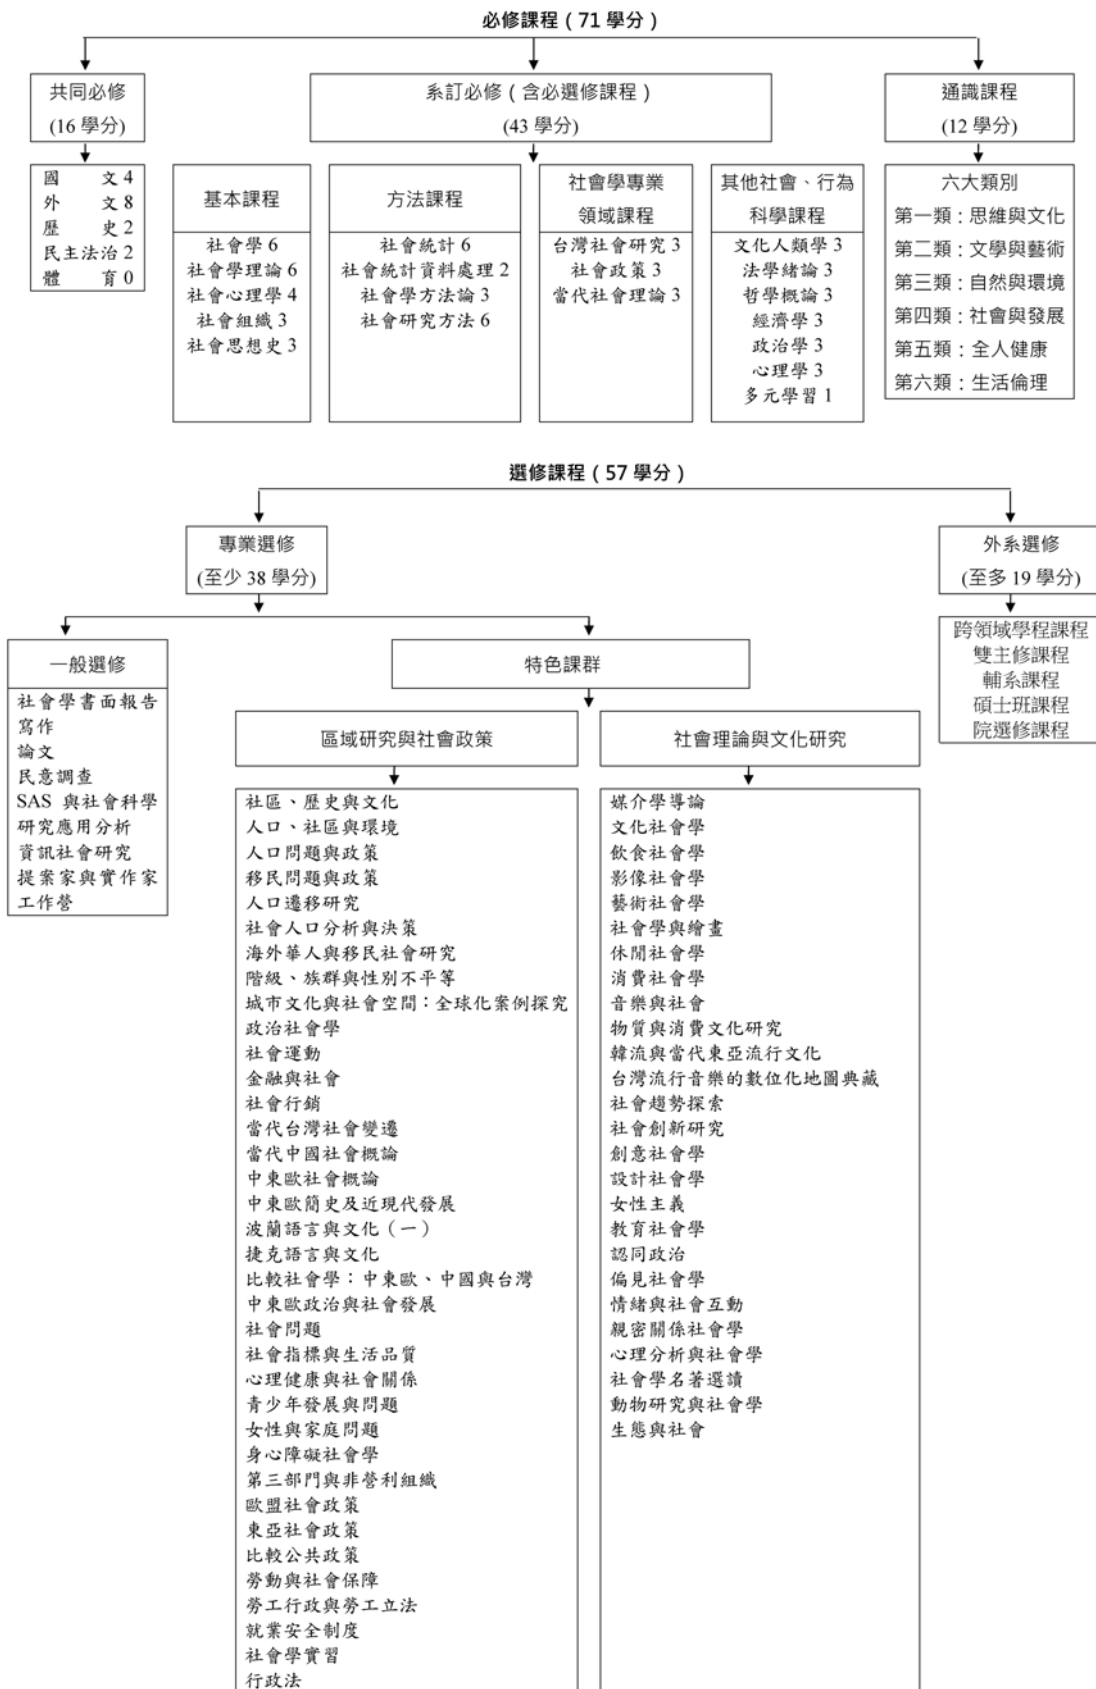 必修課程（71 學分）
共同必修
(16 學分)
國文 4
外文 8
歷史 2
民主法治 2
體育 0
系訂必修（含必選修課程）
(43 學分)
基本課程
社會學 6
社會學理論 6
社會心理學 4
社會組織 3
社會思想史 3
方法課程
社會統計 6
社會統計資料處理 2
社會學方法論 3
社會研究方法 6
社會學專業
領域課程
台灣社會研究 3
社會政策 3
當代社會理論 3
其他社會、行為
科學課程
文化人類學 3
法學緒論 3
哲學概論 3
經濟學 3
政治學 3
心理學 3
多元學習 1
通識課程
(12 學分)
六大類別
第一類：思維與文化
第二類：文學與藝術
第三類：自然與環境
第四類：社會與發展
第五類：全人健康
第六類：生活倫理
選修課程（57 學分）
專業選修
(至少 38 學分)
一般選修
社會學書面報告
寫作
論文
民意調查
SAS 與社會科學
研究應用分析
資訊社會研究
提案家與實作家
工作營
特色課群
區域研究與社會政策
社區、歷史與文化
人口、社區與環境
人口問題與政策
移民問題與政策
人口遷移研究
社會人口分析與決策
海外華人與移民社會研究
階級、族群與性別不平等
城市文化與社會空間：全球化案例探究
政治社會學
社會運動
金融與社會
社會行銷
當代台灣社會變遷
當代中國社會概論
中東歐社會概論
中東歐簡史及近現代發展
波蘭語言與文化（一）
捷克語言與文化
比較社會學：中東歐、中國與台灣
中東歐政治與社會發展
社會問題
社會指標與生活品質
心理健康與社會關係
青少年發展與問題
女性與家庭問題
身心障礙社會學
第三部門與非營利組織
歐盟社會政策
東亞社會政策
比較公共政策
勞動與社會保障
勞工行政與勞工立法
就業安全制度
社會學實習
行政法
社會理論與文化研究
媒介學導論
文化社會學
飲食社會學
影像社會學
藝術社會學
社會學與繪畫
休閒社會學
消費社會學
音樂與社會
物質與消費文化研究
韓流與當代東亞流行文化
台灣流行音樂的數位化地圖典藏
社會趨勢探索
社會創新研究
創意社會學
設計社會學
女性主義
教育社會學
認同政治
偏見社會學
情緒與社會互動
親密關係社會學
心理分析與社會學
社會學名著選讀
動物研究與社會學
生態與社會
外系選修
(至多 19 學分)
跨領域學程課程
雙主修課程
輔系課程
碩士班課程
院選修課程